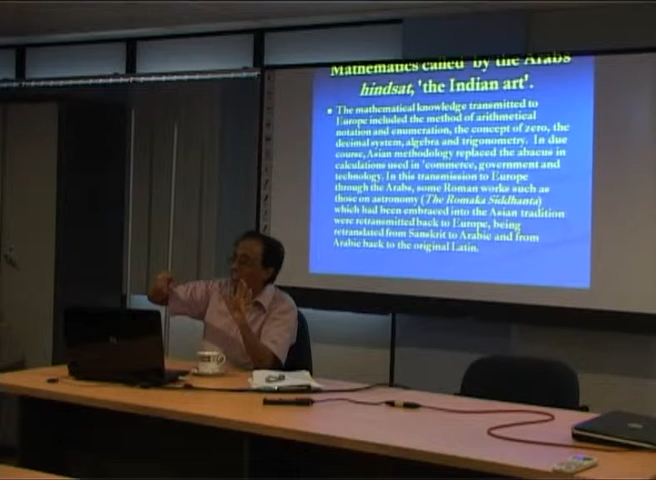 Mathematics called by the Arabs
hindsat, 'the Indian art'.
The mathematical knowledge transmitted to
Europe included the method of arithmetical
notation and enumeration, the concept of zero, the
decimal system, algebra and trigonometry. In due
course, Asian methodology replaced the abacus in
calculations used in 'commerce, government and
technology. In this transmission to Europe
through the Arabs, some Roman works such as
those on astronomy (The Romaka Siddhanta)
which had been embraced into the Asian tradition
were retransmitted back to Europe, being
retranslated from Sanskrit to Arabic and from
Arabic back to the original Latin.